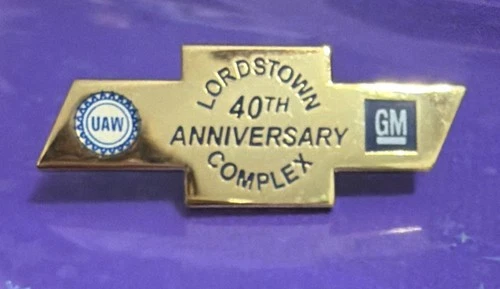 LORDSTOWN
40TH
ANNIVERSARY
COMPLEX
UAW
GM